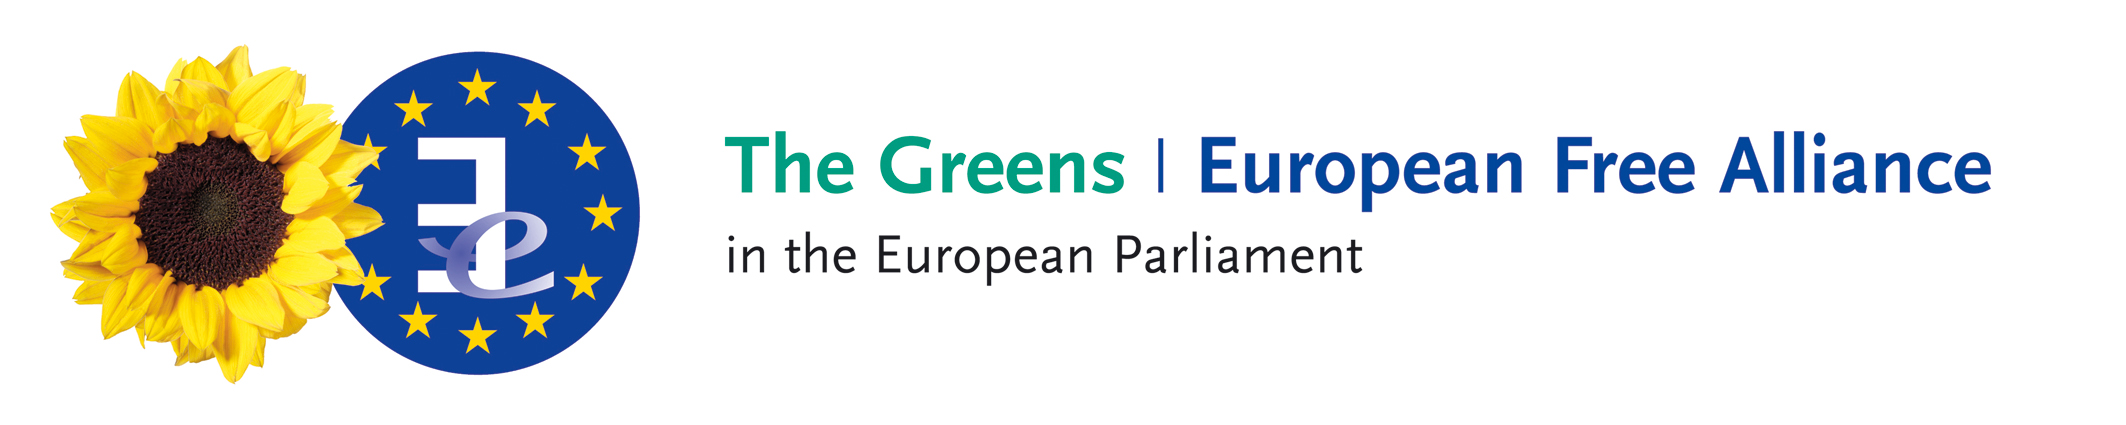 The Greens | European Free Alliance
in the European Parliament